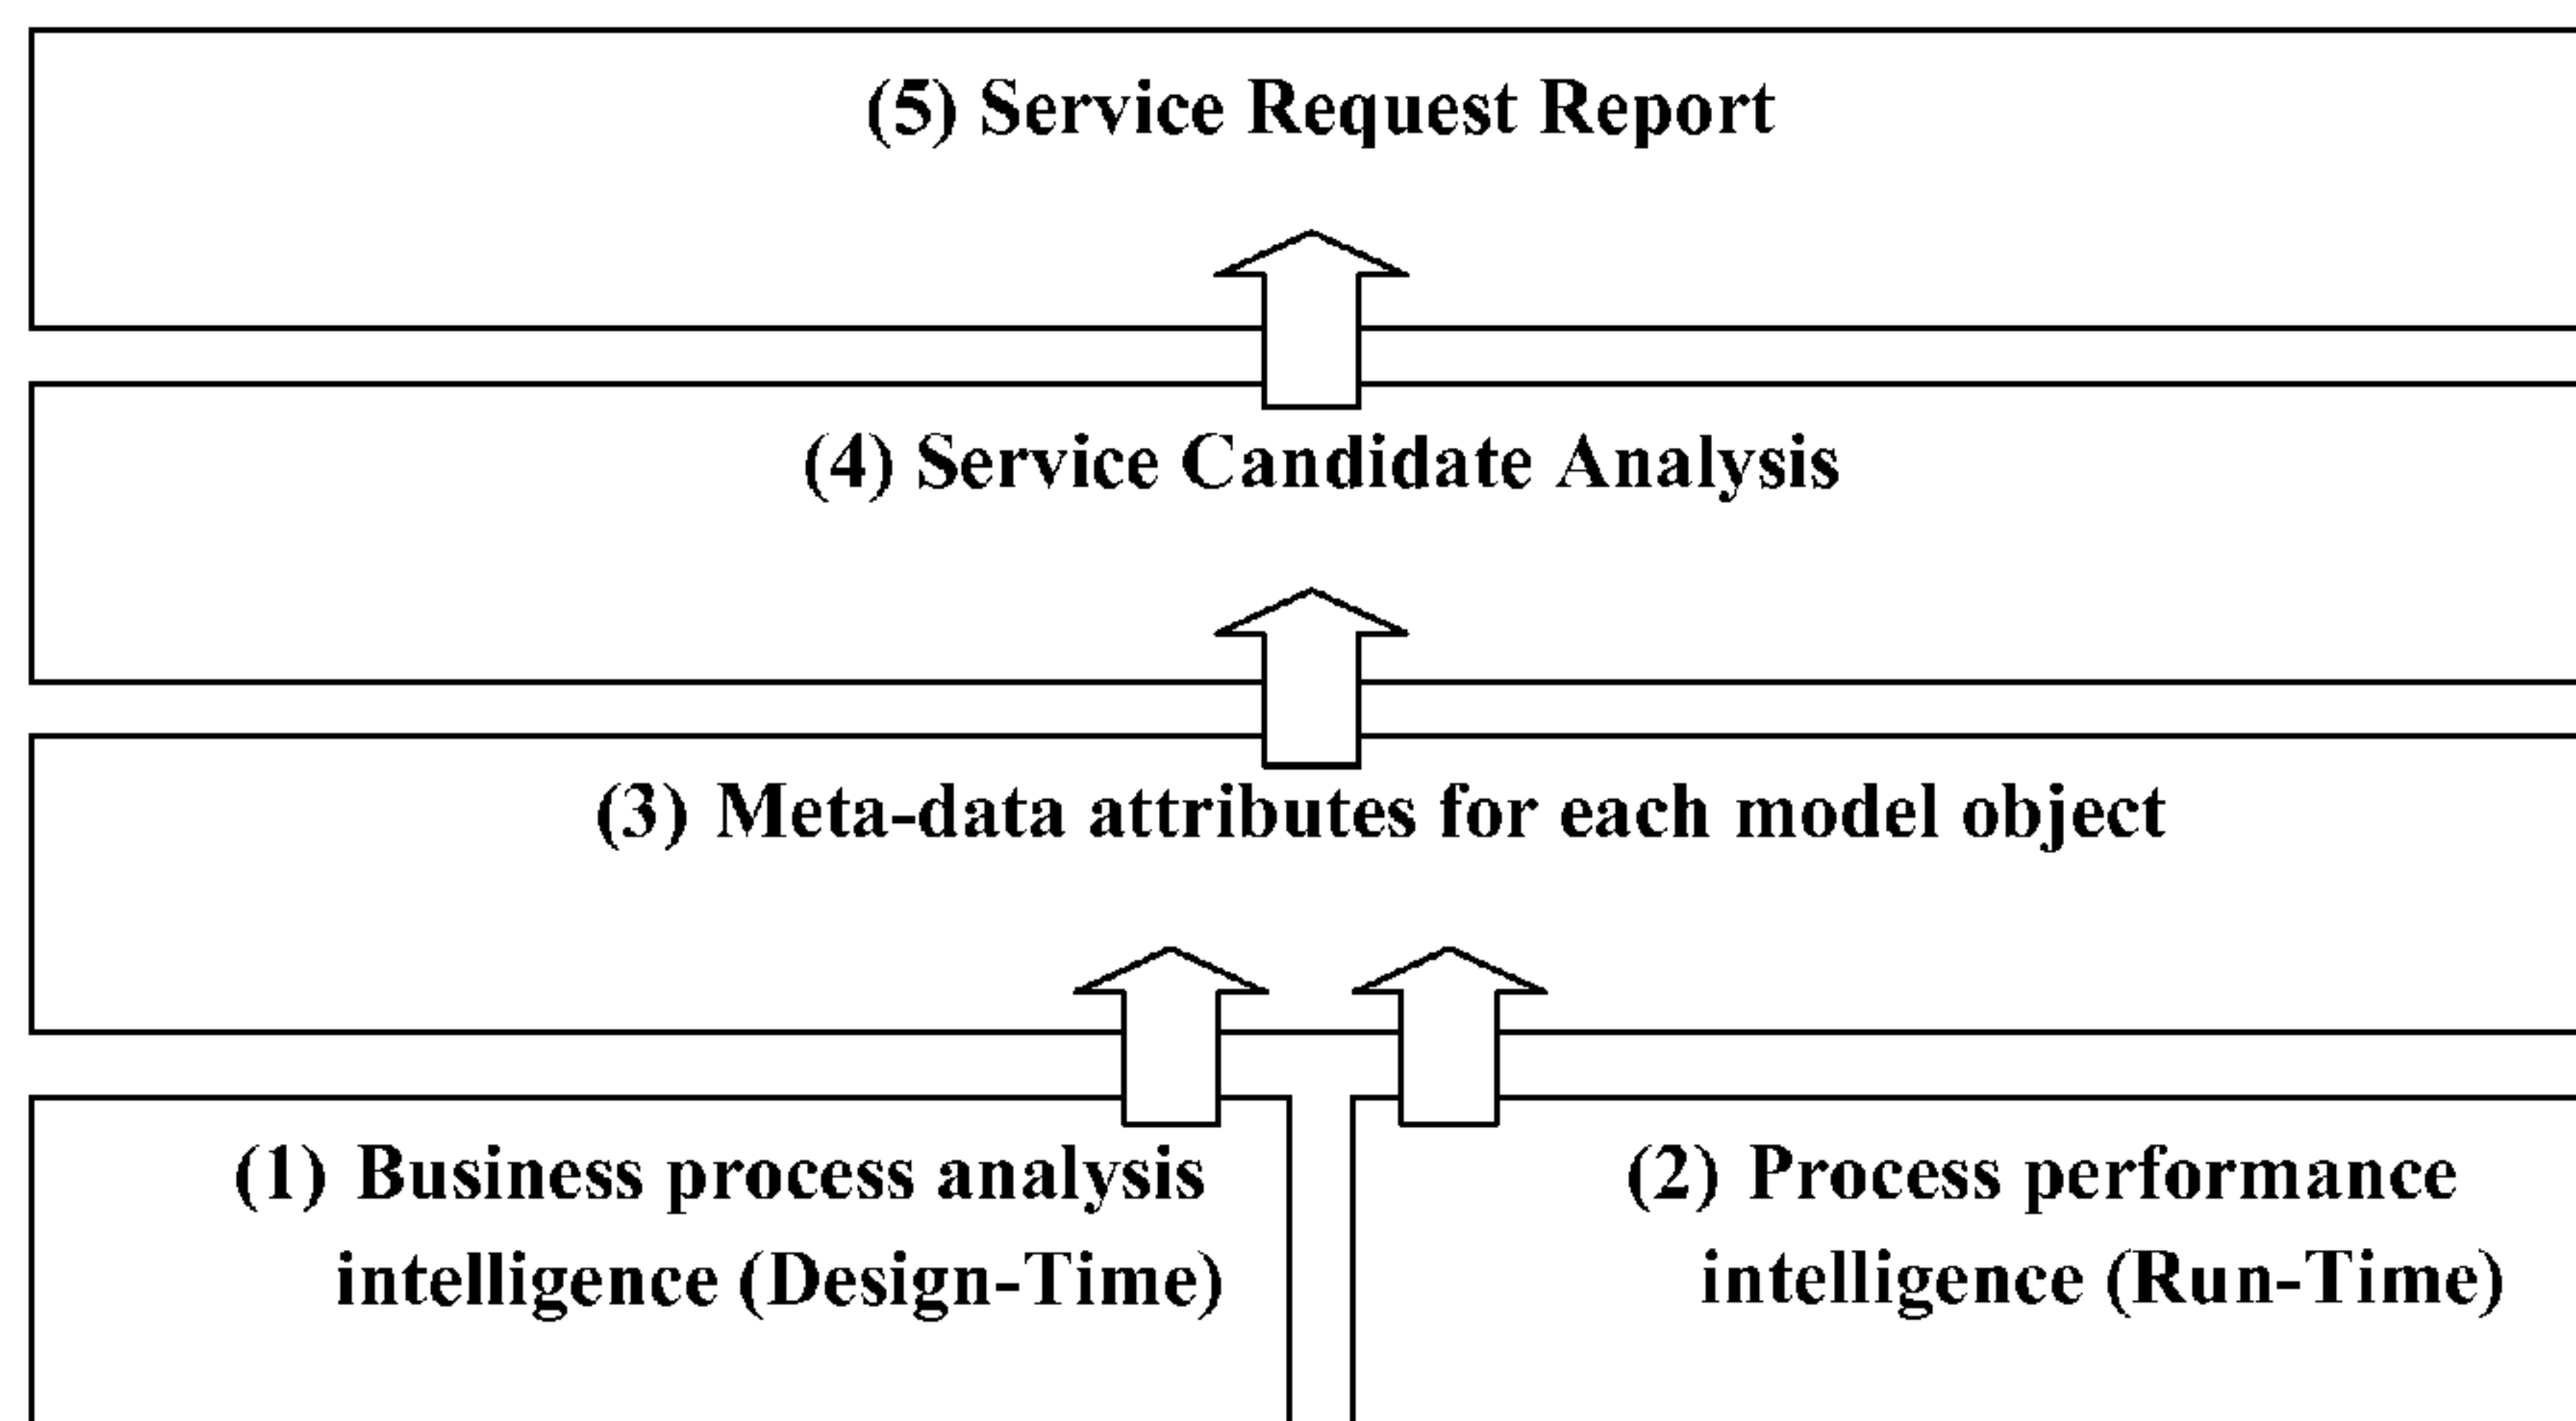 (5) Service Request Report
(4) Service Candidate Analysis
(3) Meta-data attributes for each model object
(1) Business process analysis
intelligence (Design-Time)
(2) Process performance
intelligence (Run-Time)